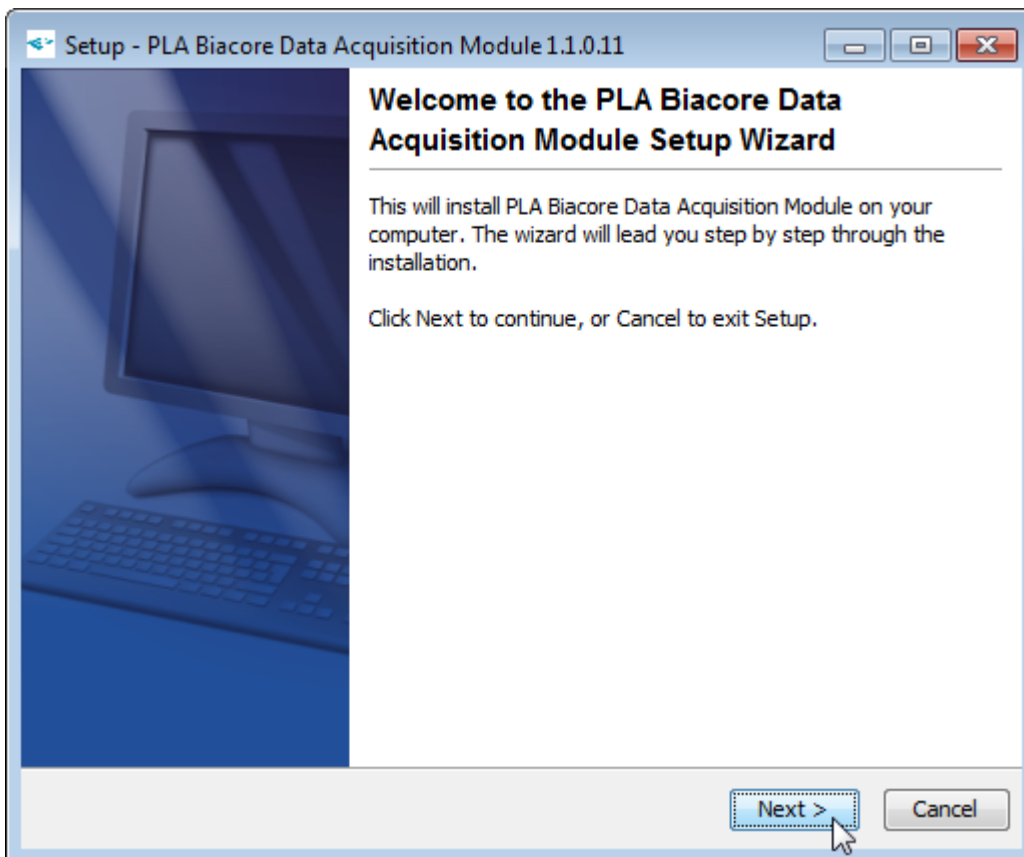 Setup - PLA Biacore Data Acquisition Module 1.1.0.11
Welcome to the PLA Biacore Data
Acquisition Module Setup Wizard
This will install PLA Biacore Data Acquisition Module on your
computer. The wizard will lead you step by step through the
installation.
Click Next to continue, or Cancel to exit Setup.
Next >
Cancel